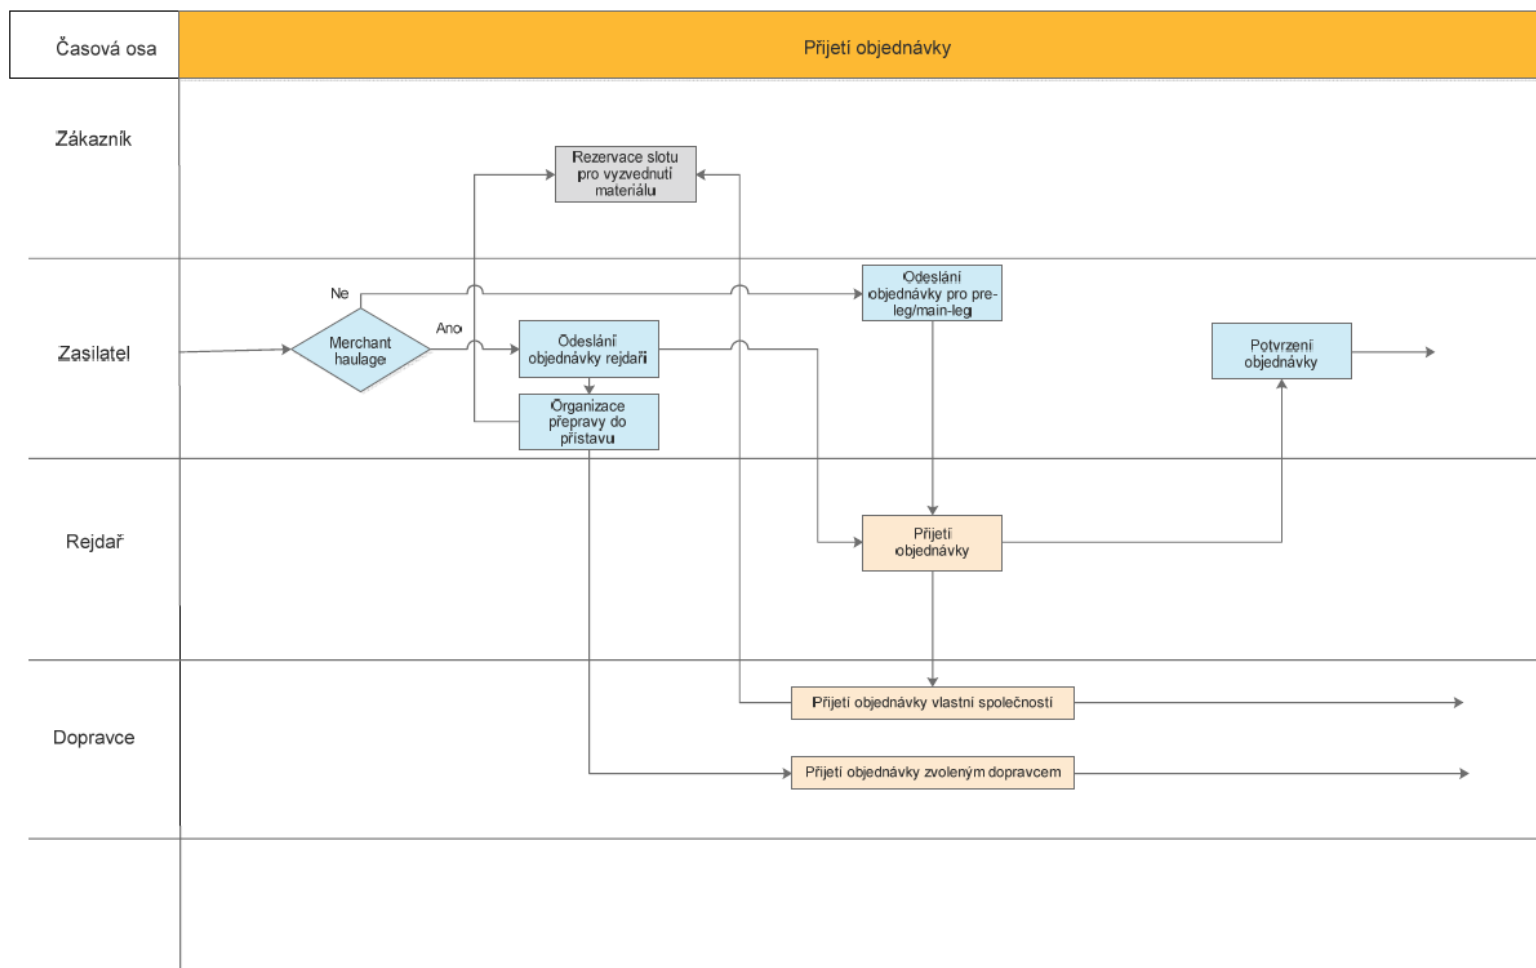 Časová osa
Přijetí objednávky
Zákazník
Rezervace slotu
pro vyzvednutí
materiálu
Zasilatel
Ne
Merchant
haulage
Ano
Odeslání
objednávky rejdaři
Organizace
přepravy do
přístavu
Odeslání
objednávky pro pre-
leg/main-leg
Potvrzení
objednávky
Rejdař
Přijetí
objednávky
Dopravce
Přijetí objednávky vlastní společností
Přijetí objednávky zvoleným dopravcem